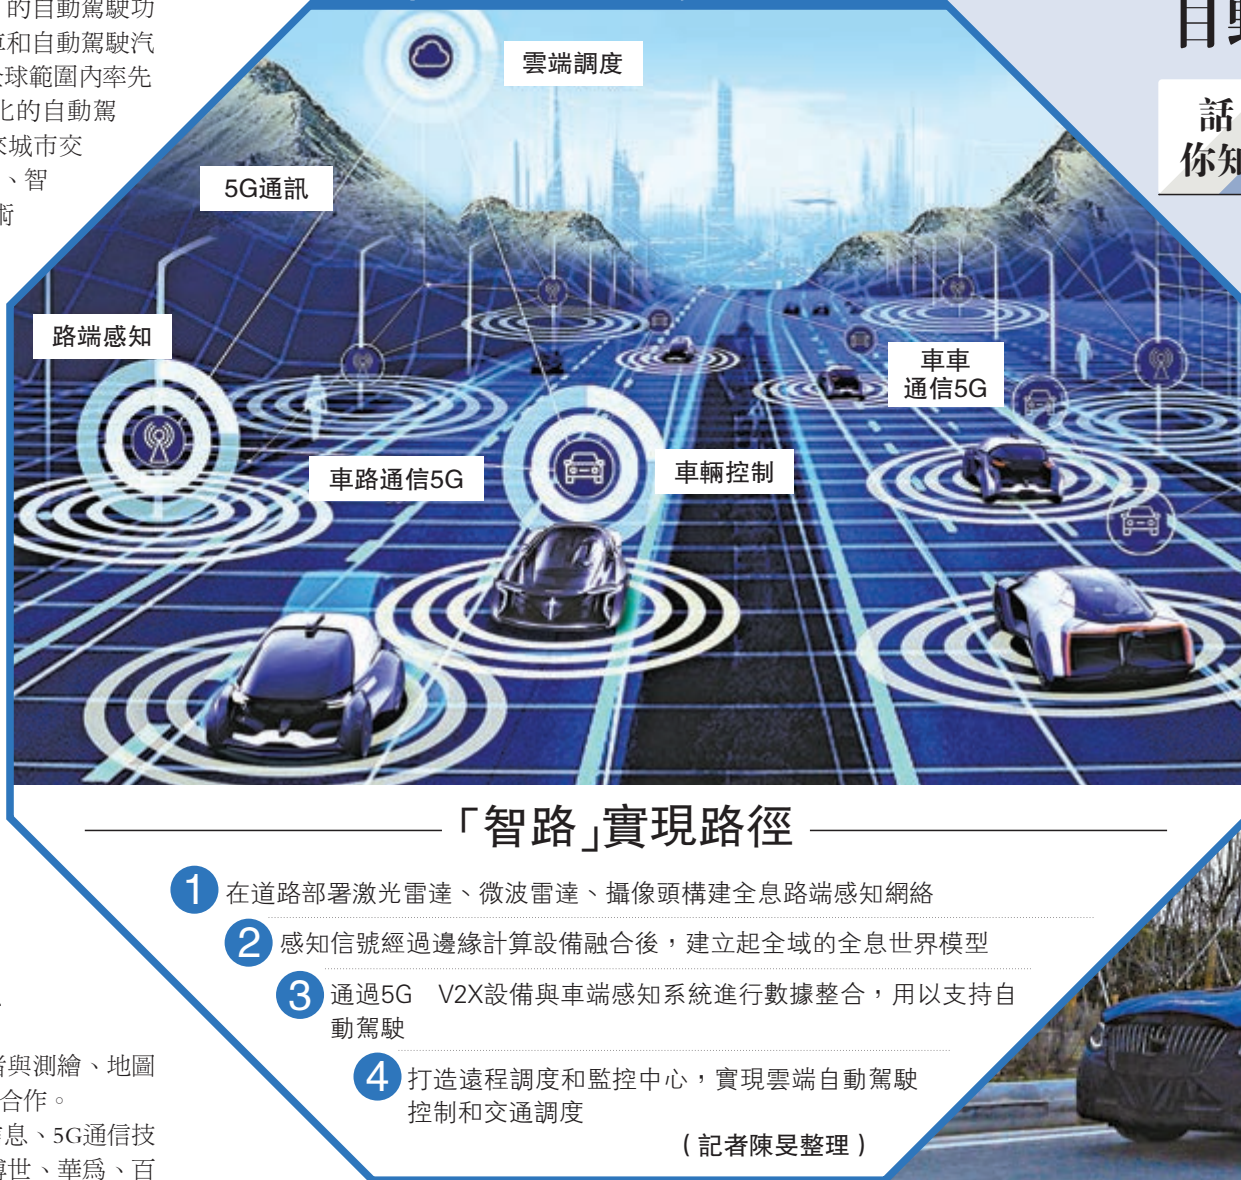 的自動駕駛功
和自動駕駛汽
球範圍內率先
化的自動駕
城市交
、智
術
自動
話
你知
雲端調度
5G通訊
路端感知
車車
通信5G
車路通信5G
車輛控制
「智路」實現路徑
1 在道路部署激光雷達、微波雷達、攝像頭構建全息路端感知網絡
2 感知信號經過邊緣計算設備融合後，建立起全域的全息世界模型
3 通過5G V2X設備與車端感知系統進行數據整合，用以支持自
動駕駛
4 打造遠程調度和監控中心，實現雲端自動駕駛
控制和交通調度
（記者陳旻整理）
者與測繪、地圖
合作。
息、5G通信技
博世、華爲、百